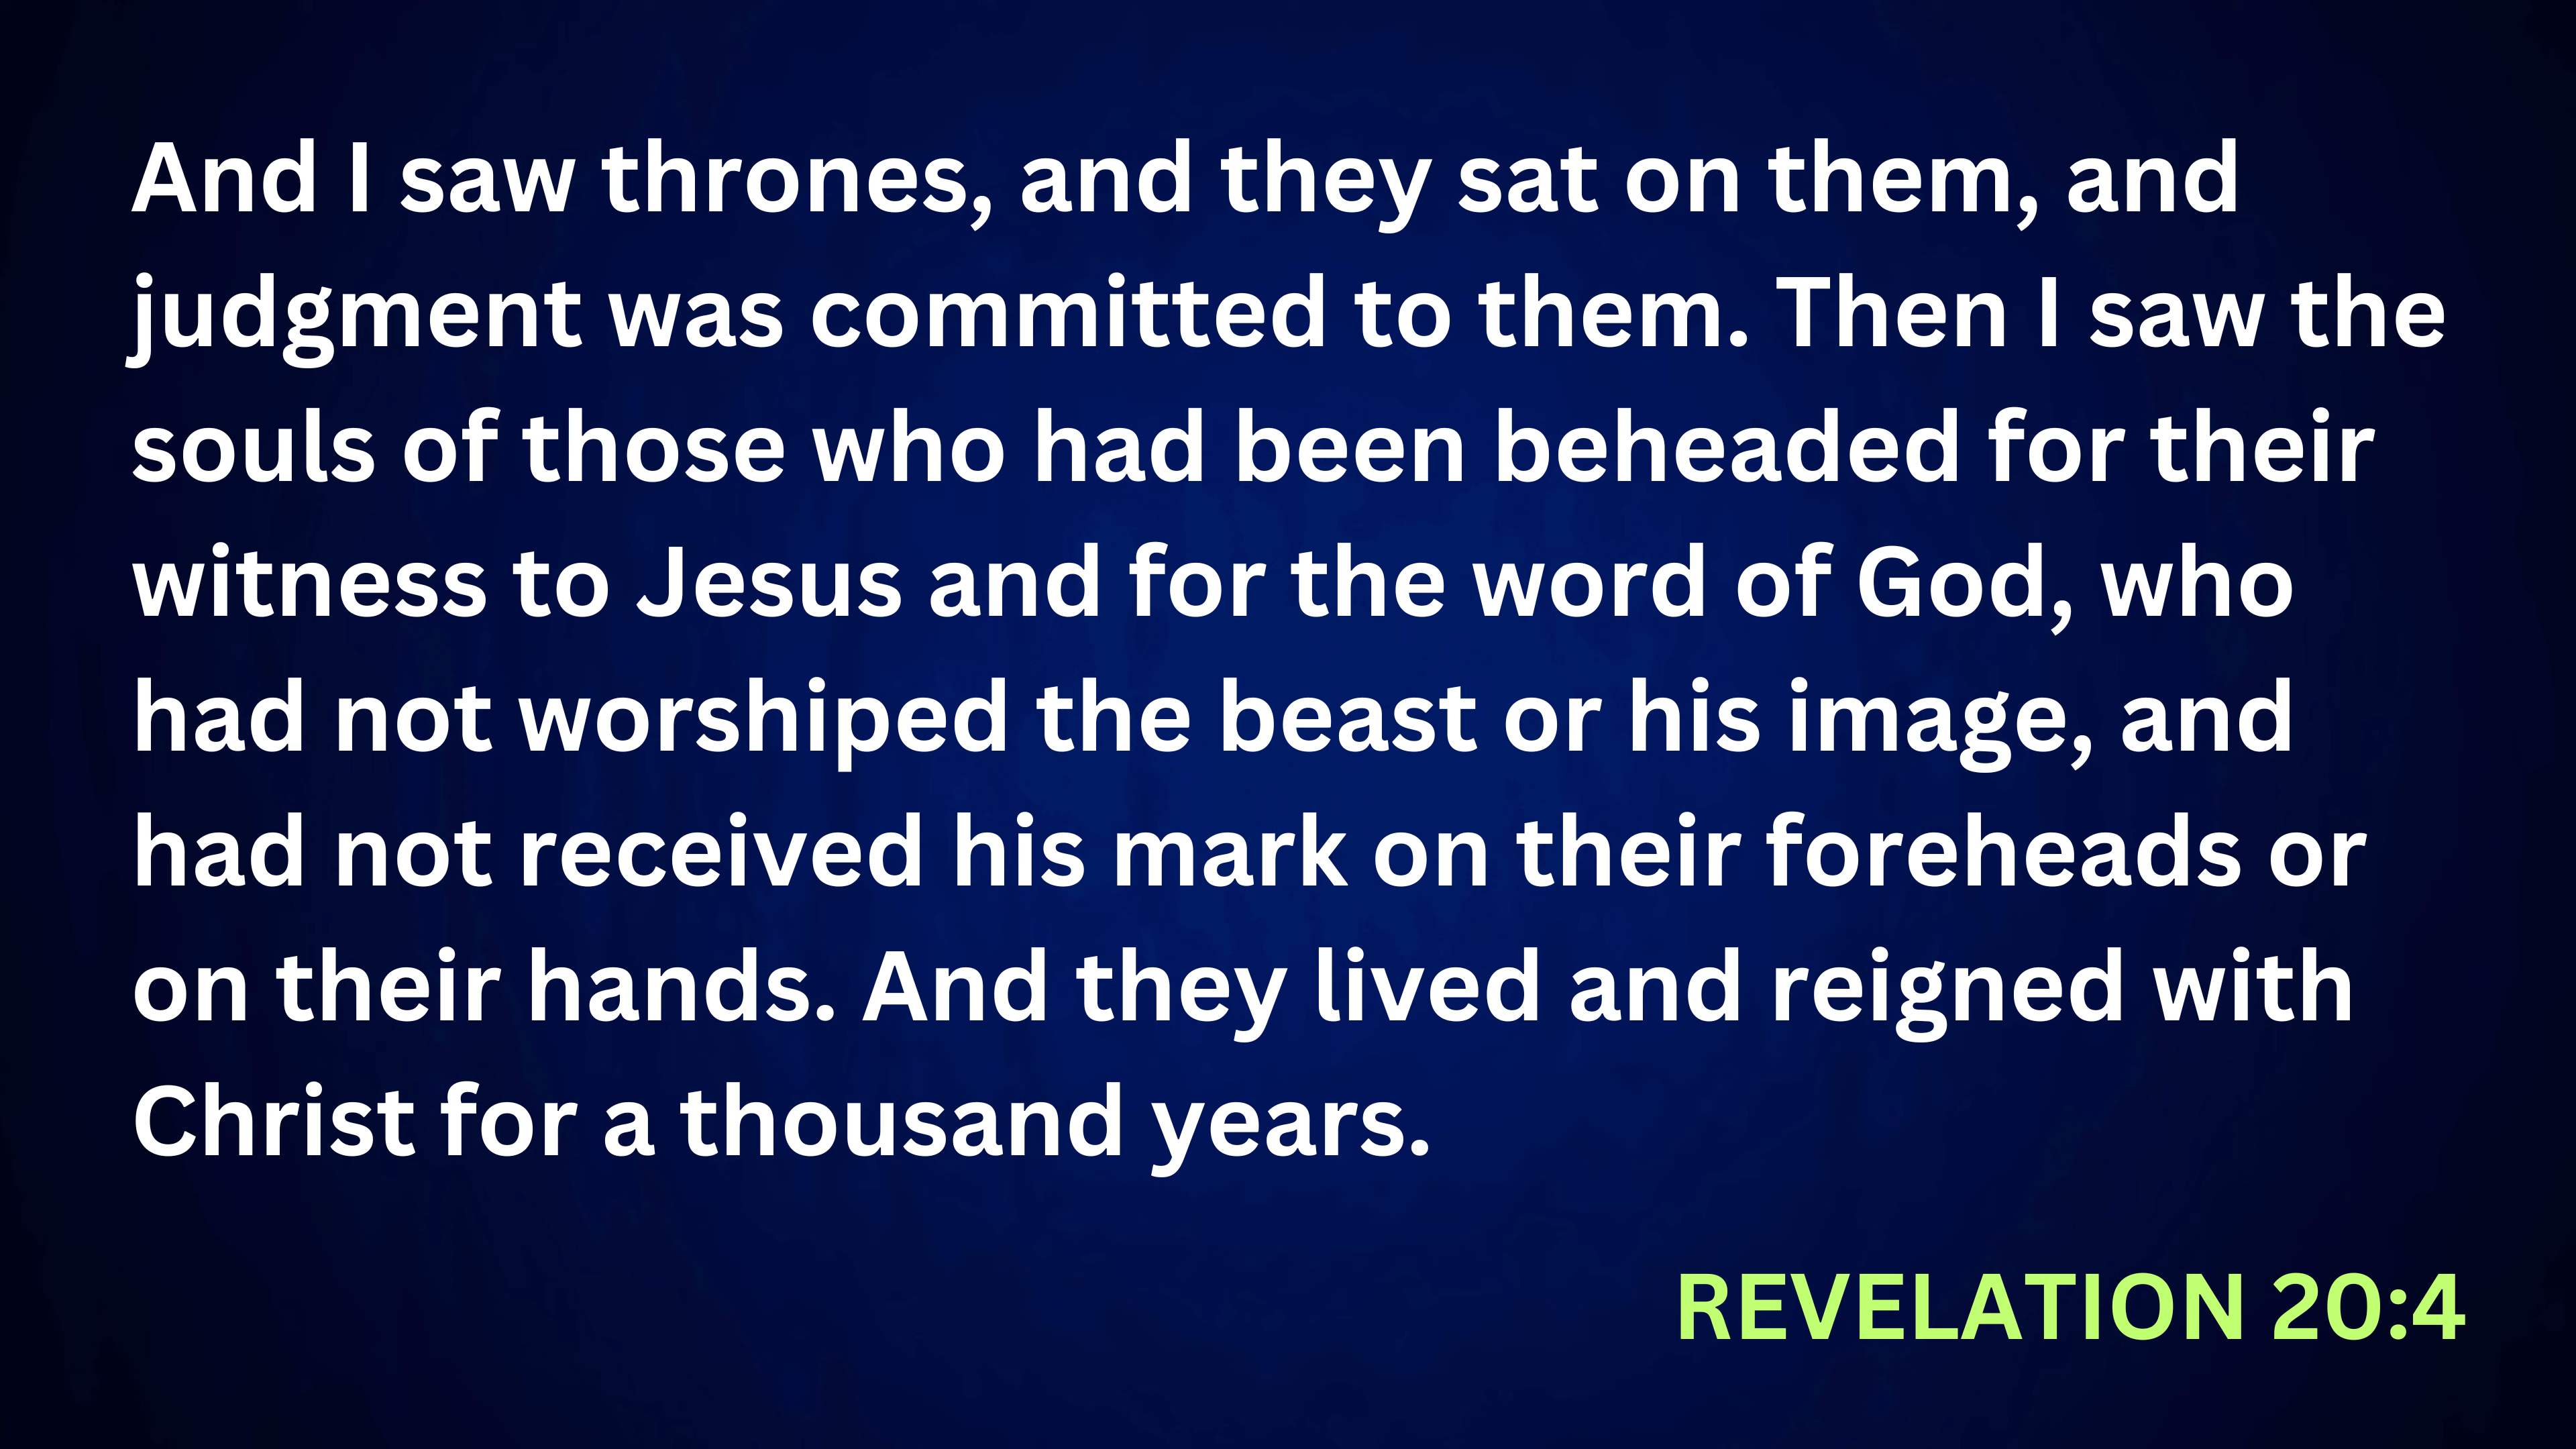 And I saw thrones, and they sat on them, and
judgment was committed to them. Then I saw the
souls of those who had been beheaded for their
witness to Jesus and for the word of God, who
had not worshiped the beast or his image, and
had not received his mark on their foreheads or
on their hands. And they lived and reigned with
Christ for a thousand years.
REVELATION 20:4